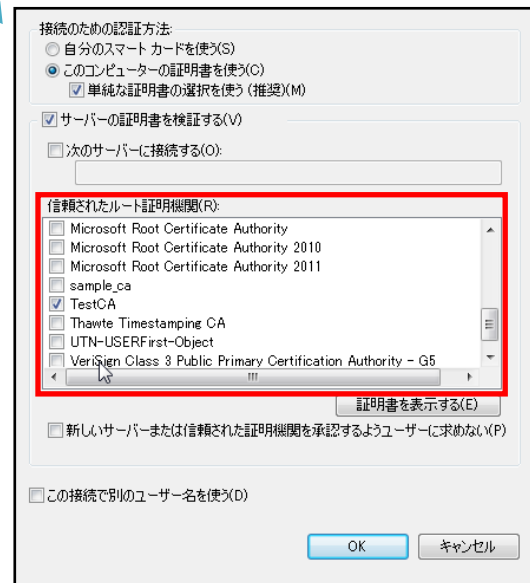 接続のための認証方法:
自分のスマート カードを使う(S)
このコンピューターの証明書を使う(C)
単純な証明書の選択を使う (推奨)(M)
サーバーの証明書を検証する(V)
次のサーバーに接続する(O):
信頼されたルート証明機関(R):
Microsoft Root Certificate Authority
Microsoft Root Certificate Authority 2010
Microsoft Root Certificate Authority 2011
sample_ca
TestCA
Thawte Timestamping CA
UTN-USERFirst-Object
VeriSign Class 3 Public Primary Certification Authority - G5
証明書を表示する(E)
新しいサーバーまたは信頼された証明機関を承認するようユーザーに求めない(P)
この接続で別のユーザー名を使う(D)
OK
キャンセル